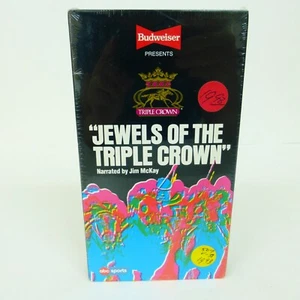 Budweiser
PRESENTS
TRIPLE CROWN
"JEWELS OF THE
TRIPLE CROWN"
Narrated by Jim McKay
abc sports